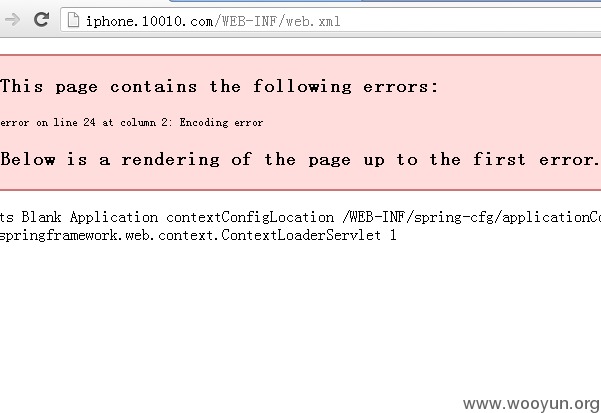 iphone.10010.com/WEB-INF/web.xml
This page contains the following errors:
error on line 24 at column 2: Encoding error
Below is a rendering of the page up to the first error.
ts Blank Application contextConfigLocation /WEB-INF/spring-cfg/applicationCo
springframework.web.context.ContextLoaderServlet 1
www.wooyun.org